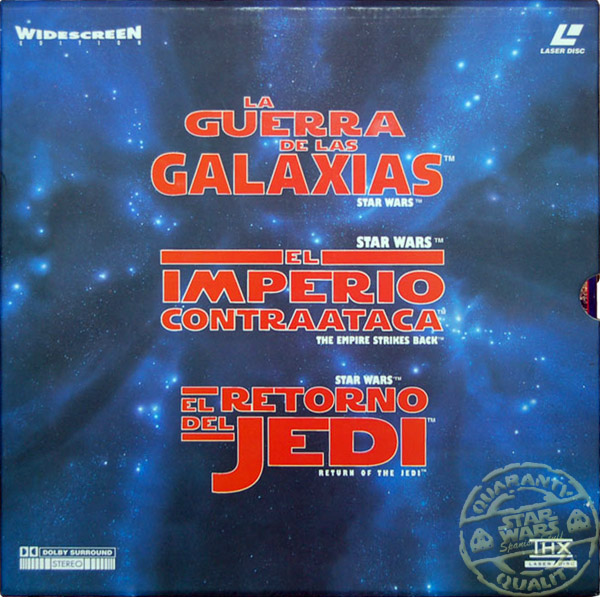 WIDESCREEN
EDITION
LASER DISC
LA
GUERRA
DE LAS
GALAXIAS™
STAR WARS™
STAR WARS™
EL
IMPERIO
CONTRAATACA™
THE EMPIRE STRIKES BACK™
STAR WARS™
EL RETORNO
DEL
JEDI™
RETURN OF THE JEDI™
DOLBY SURROUND
STEREO
QUARANTY
STAR
WARS
THX
LASER DISC
QUALIT